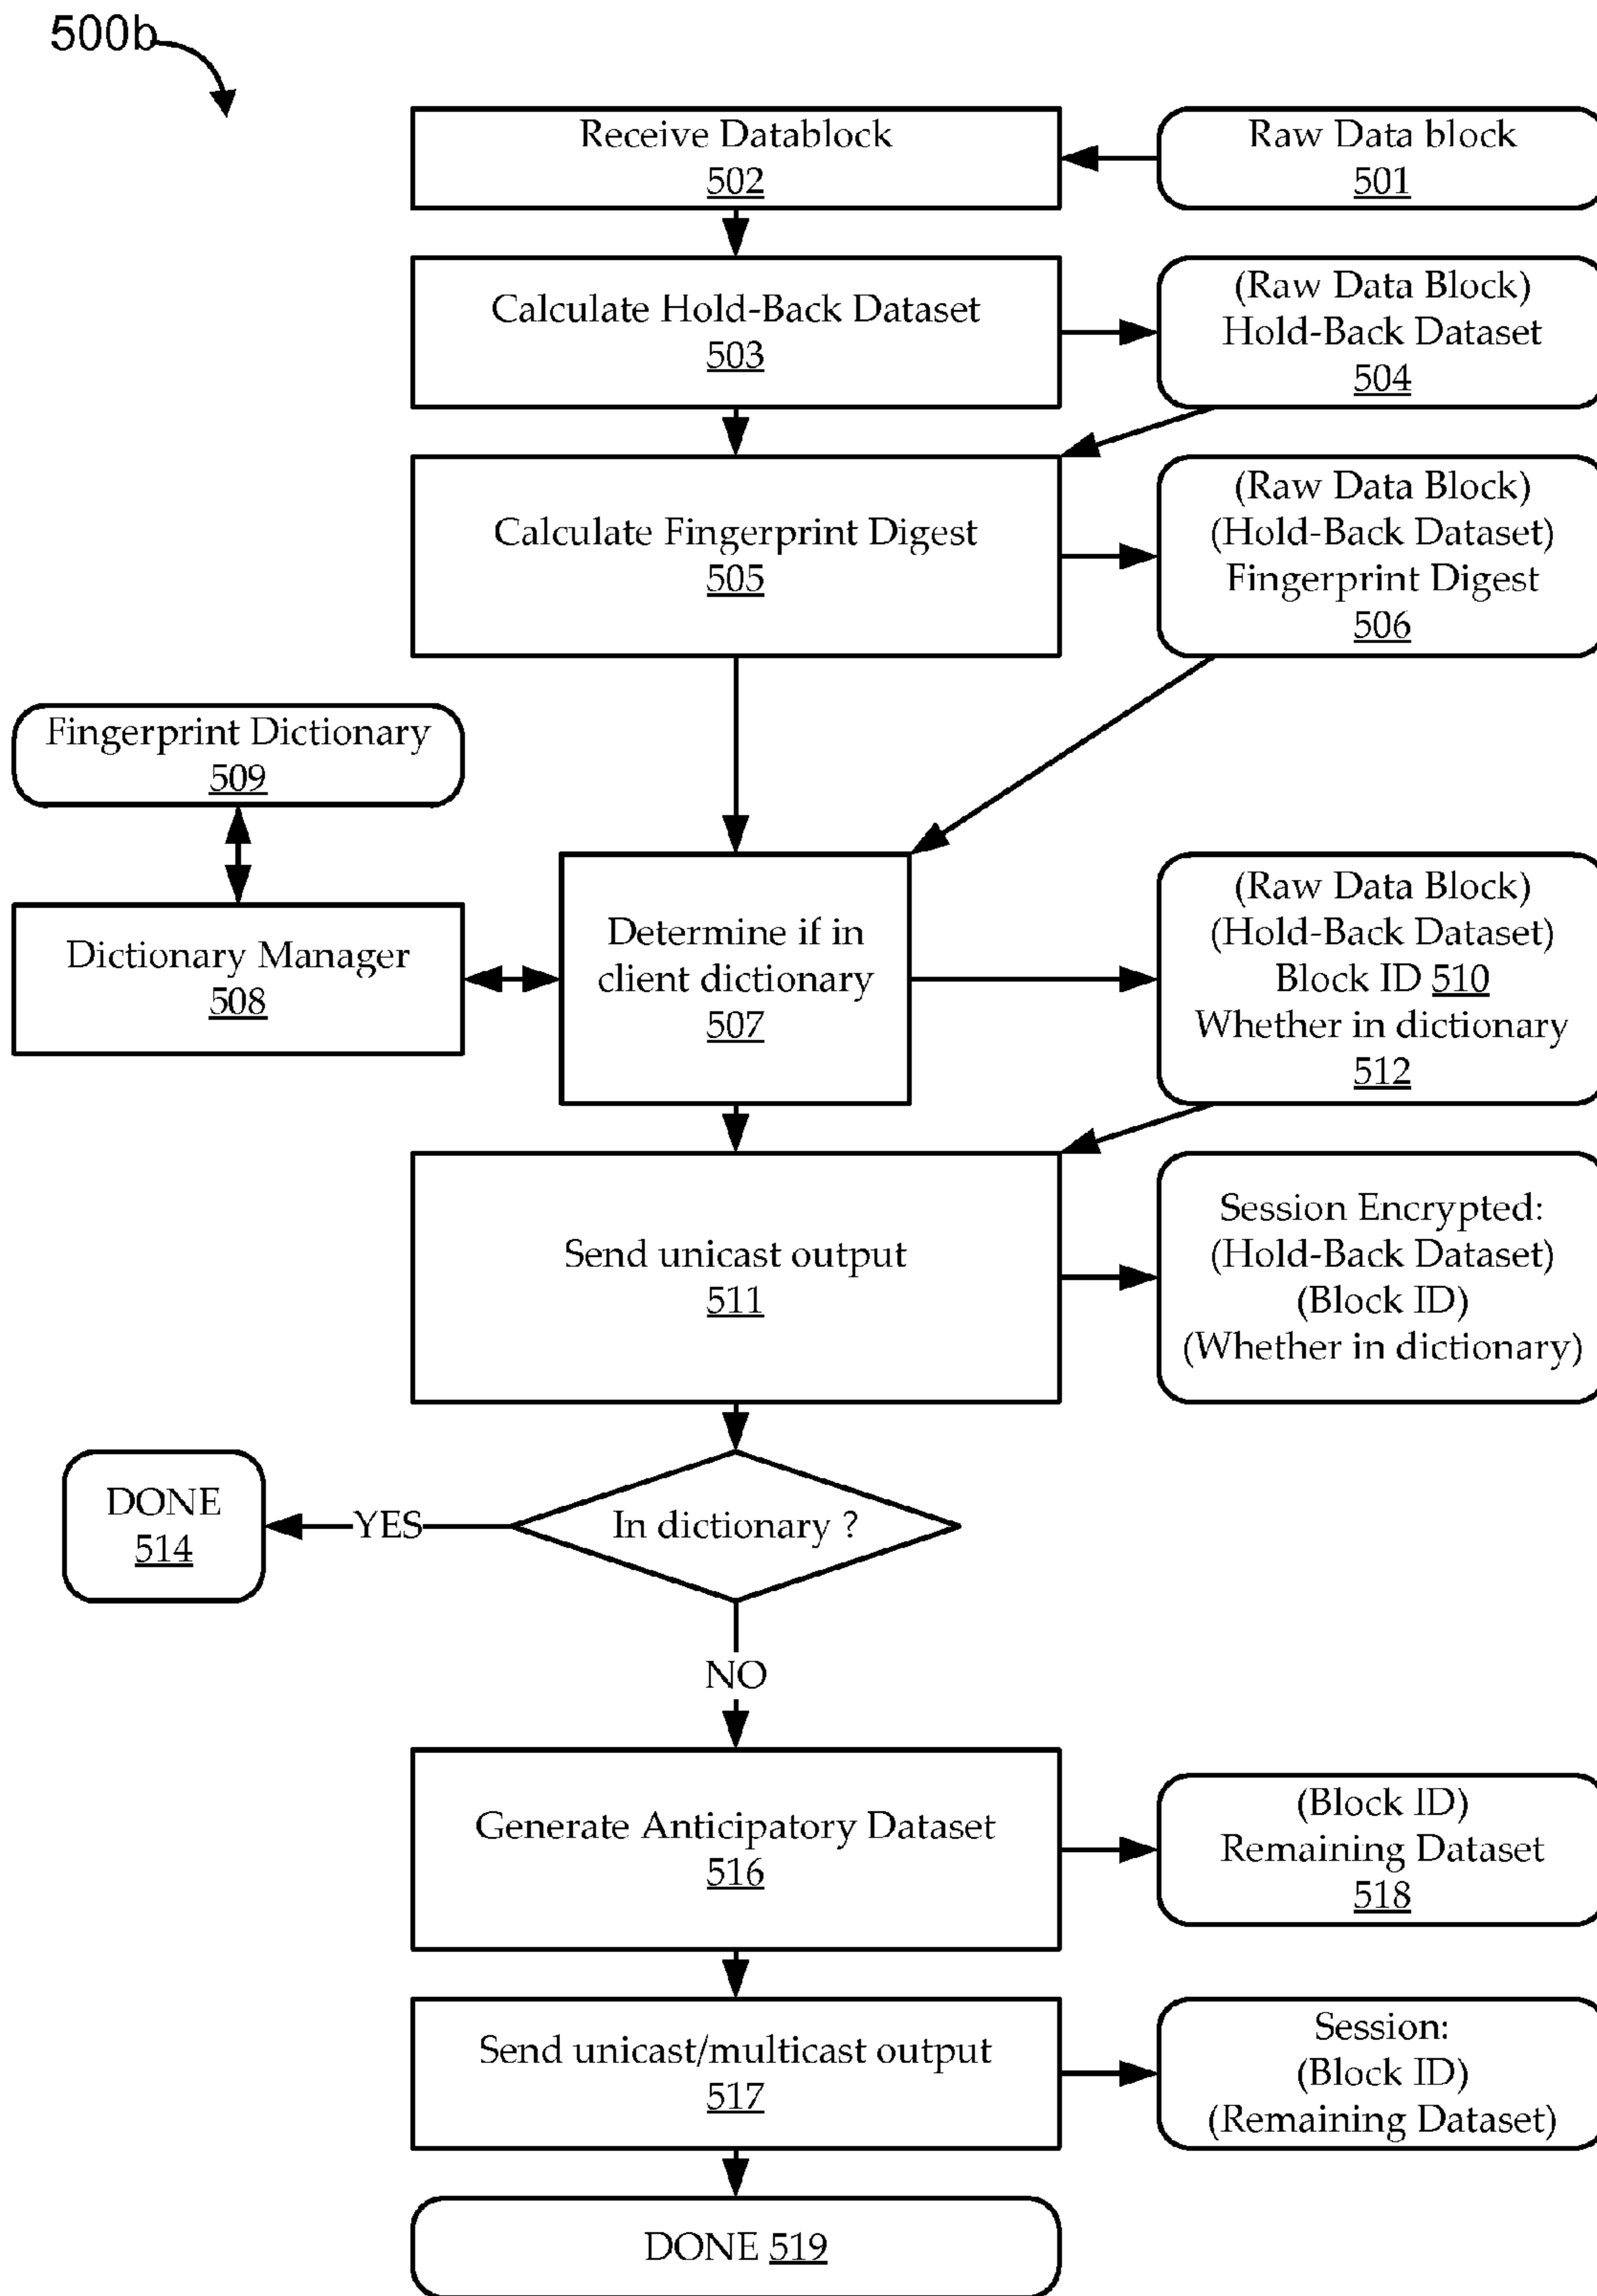 500b
Receive Datablock
502
Raw Data block
501
Calculate Hold-Back Dataset
503
(Raw Data Block)
Hold-Back Dataset
504
Calculate Fingerprint Digest
505
(Raw Data Block)
(Hold-Back Dataset)
Fingerprint Digest
506
Fingerprint Dictionary
509
Dictionary Manager
508
Determine if in
client dictionary
507
(Raw Data Block)
(Hold-Back Dataset)
Block ID 510
Whether in dictionary
512
Send unicast output
511
Session Encrypted:
(Hold-Back Dataset)
(Block ID)
(Whether in dictionary)
DONE
514
YES
In dictionary ?
NO
Generate Anticipatory Dataset
516
(Block ID)
Remaining Dataset
518
Send unicast/multicast output
517
Session:
(Block ID)
(Remaining Dataset)
DONE 519